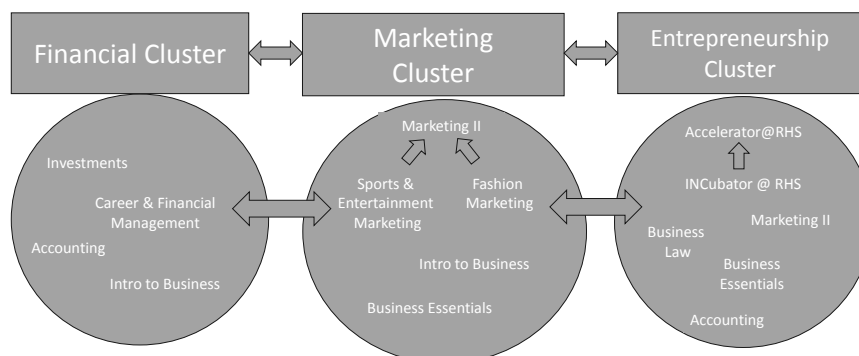 Financial Cluster
Marketing
Cluster
Entrepreneurship
Cluster
Investments
Career & Financial
Management
Accounting
Intro to Business
Marketing II
Sports &
Entertainment
Marketing
Fashion
Marketing
Intro to Business
Business Essentials
Accelerator@RHS
INCubator @ RHS
Marketing II
Business
Law
Business
Essentials
Accounting